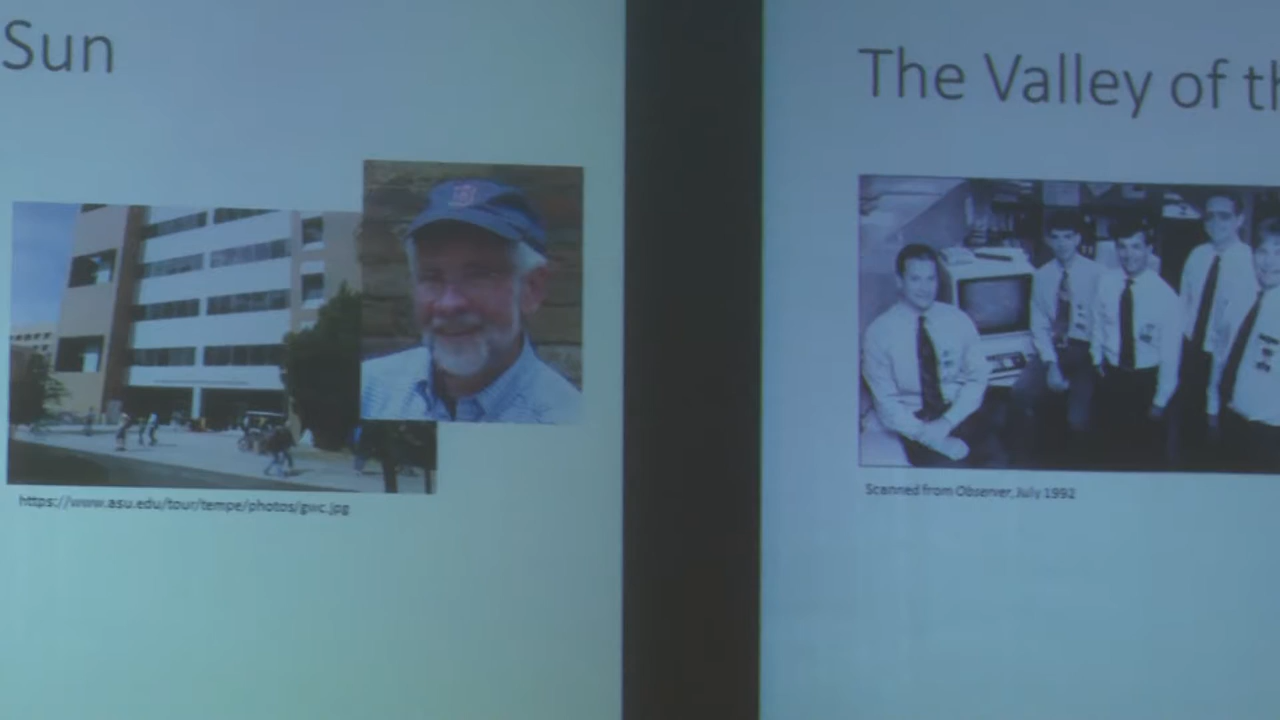 Sun
https://www.asu.edu/tour/tempe/photos/gwc.jpg
The Valley of th
Scanned from Observer, July 1992